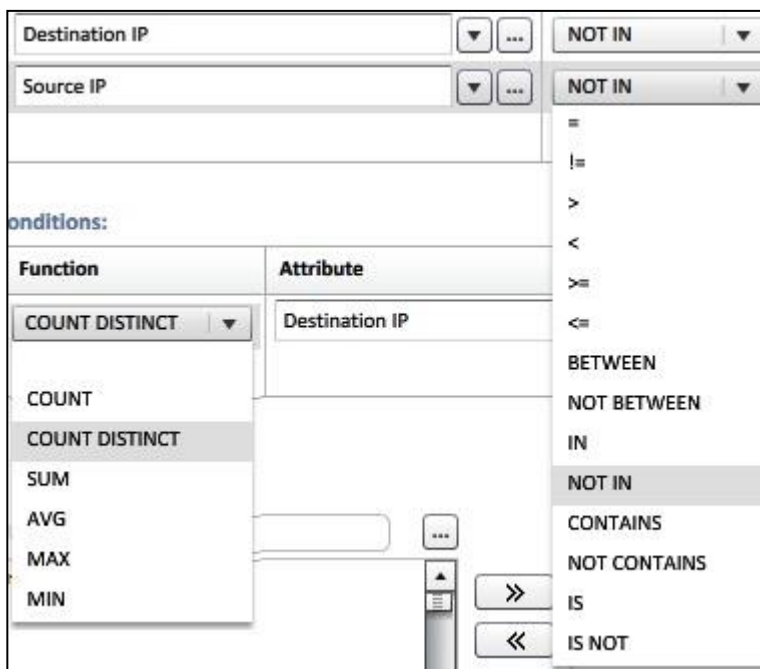 Destination IP ... NOT IN
Source IP ... NOT IN
=
!=
>
<
>=
<=
BETWEEN
NOT BETWEEN
IN
NOT IN
CONTAINS
NOT CONTAINS
IS
IS NOT
onditions:
Function Attribute
COUNT DISTINCT Destination IP
COUNT
COUNT DISTINCT
SUM
AVG
MAX
MIN
...
>>
<<